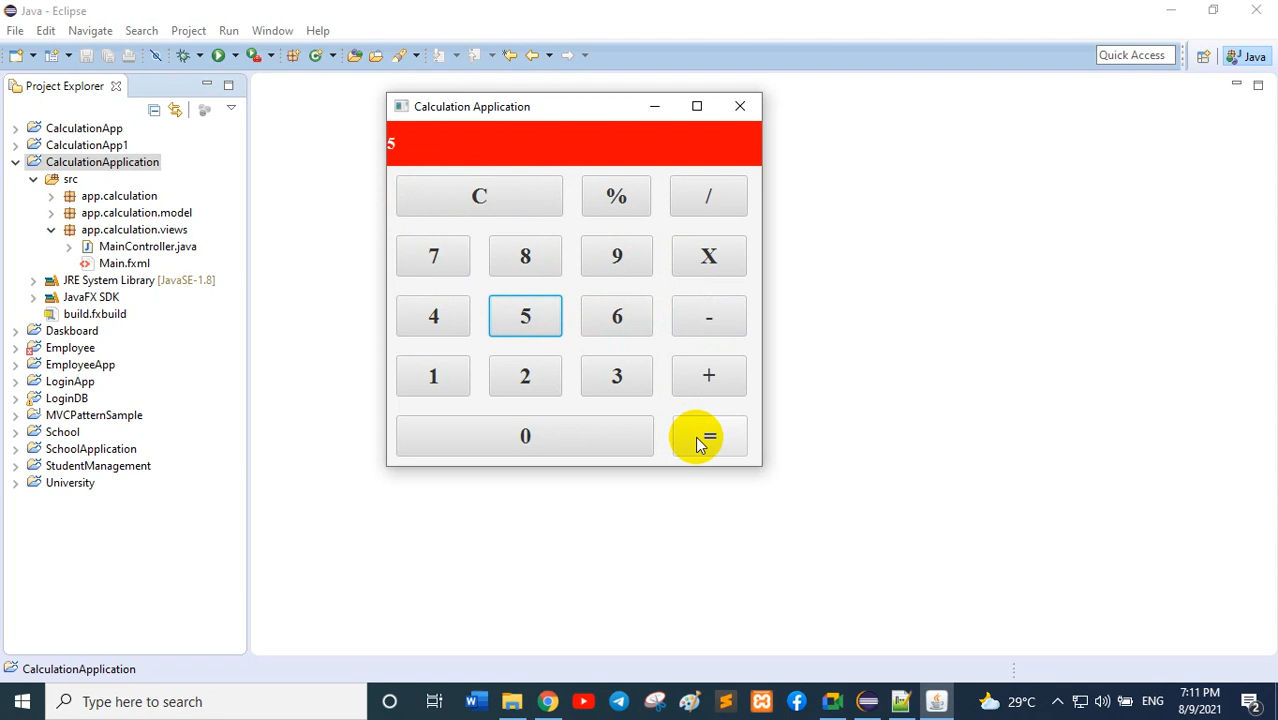 Java - Eclipse
File Edit Navigate Search Project Run Window Help
Quick Access
Java
Project Explorer
CalculationApp
CalculationApp1
CalculationApplication
src
app.calculation
app.calculation.model
app.calculation.views
MainController.java
Main.fxml
JRE System Library [JavaSE-1.8]
JavaFX SDK
build.fxbuild
Daskboard
Employee
EmployeeApp
LoginApp
LoginDB
MVCPatternSample
School
SchoolApplication
StudentManagement
University
Calculation Application
5
C % /
7 8 9 X
4 5 6 -
1 2 3 +
0 =
CalculationApplication
Type here to search
29°C
ENG
7:11 PM
8/9/2021
2